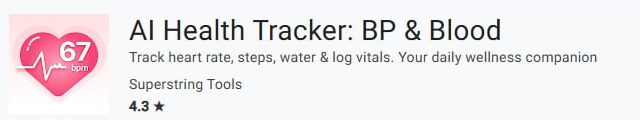 67
bpm
AI Health Tracker: BP & Blood
Track heart rate, steps, water & log vitals. Your daily wellness companion
Superstring Tools
4.3 ★